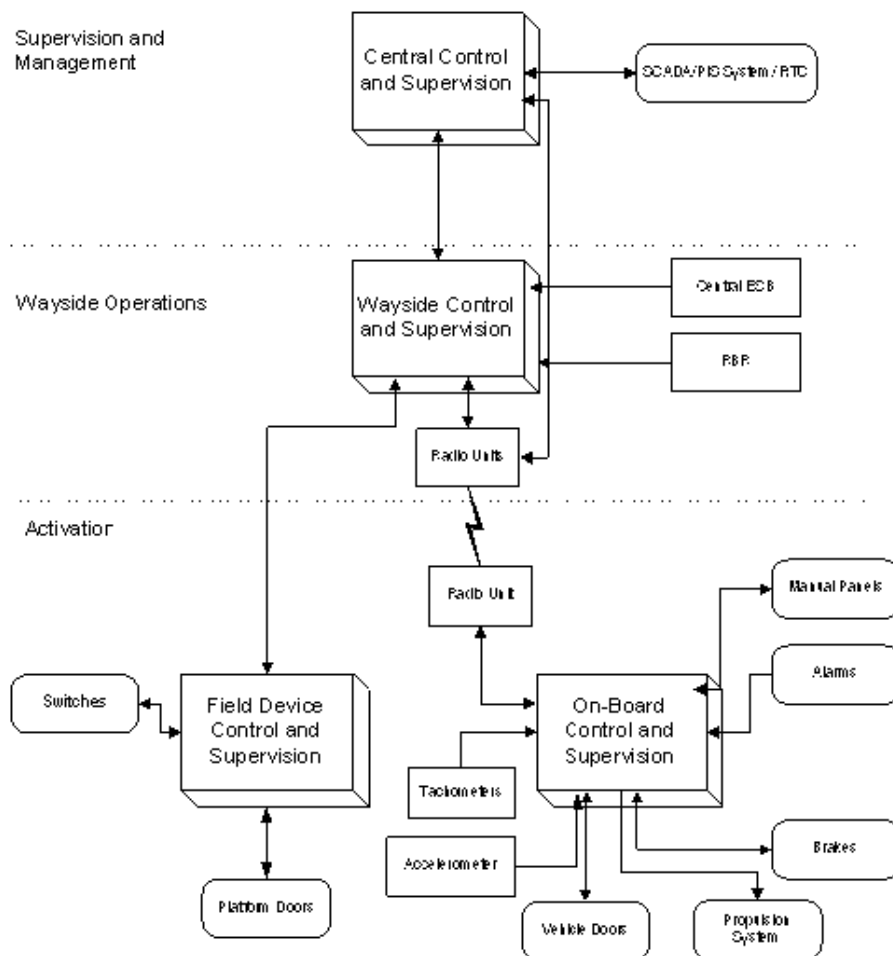 Supervision and
Management
Central Control
and Supervision
SCADA/PIS System / RTC
Wayside Operations
Wayside Control
and Supervision
Central ECB
Radio Units
Activation
Radio Unit
Manual Panels
Switches
Field Device
Control and
Supervision
On-Board
Control and
Supervision
Alarms
Tachometers
Accelerometer
Brakes
Platform Doors
Vehicle Doors
Propulsion
System